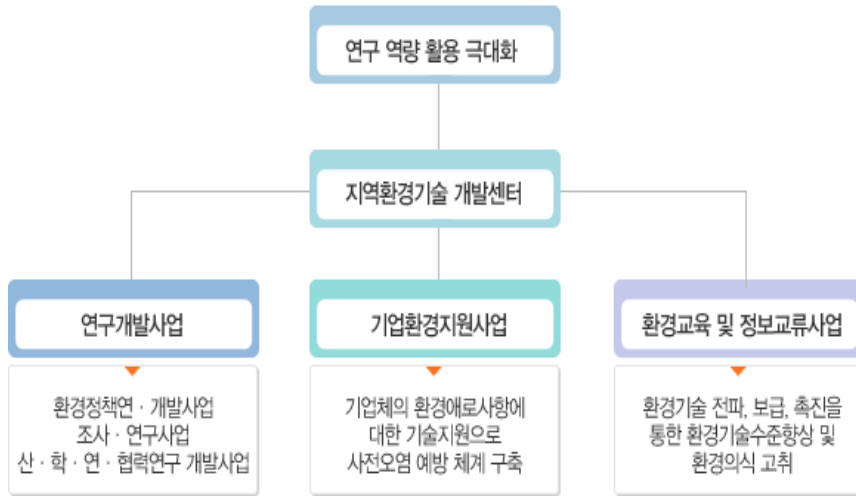 연구 역량 활용 극대화
지역환경기술 개발센터
연구개발사업
환경정책연 · 개발사업
조사 · 연구사업
산 · 학 · 연 · 협력연구 개발사업
기업환경지원사업
기업체의 환경애로사항에
대한 기술지원으로
사전오염 예방 체계 구축
환경교육 및 정보교류사업
환경기술 전파, 보급, 촉진을
통한 환경기술수준향상 및
환경의식 고취